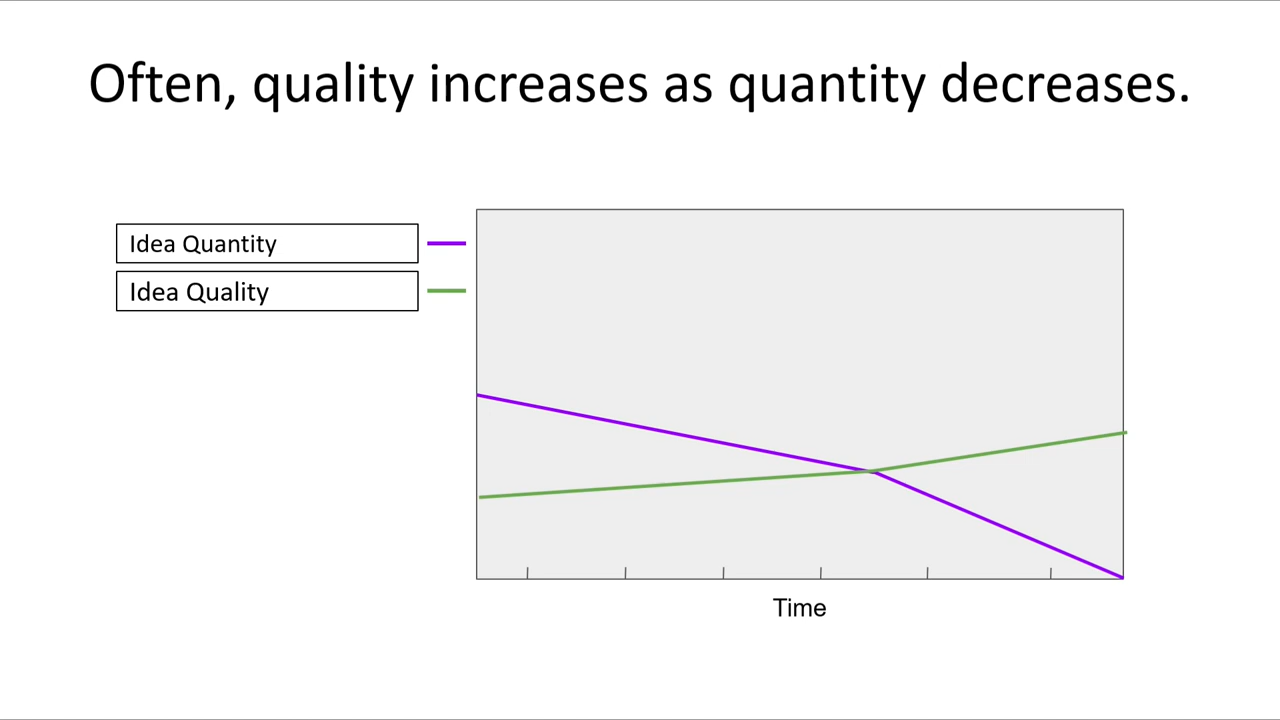 Often, quality increases as quantity decreases.
Idea Quantity
Idea Quality
Time